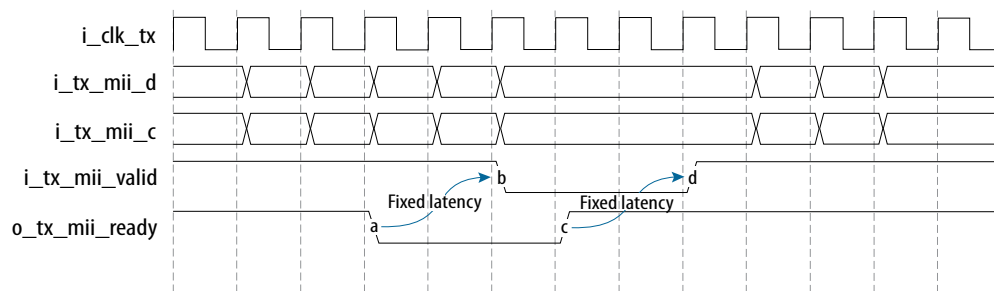 i_clk_tx
i_tx_mii_d
i_tx_mii_c
i_tx_mii_valid
b
d
Fixed latency
Fixed latency
o_tx_mii_ready
a
c